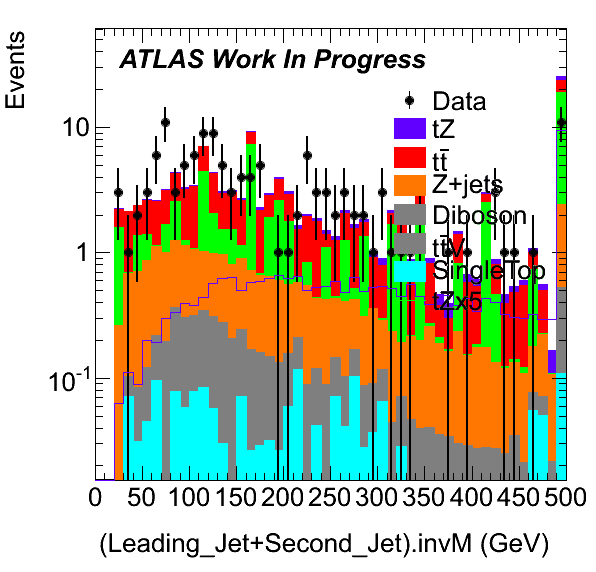 Events
ATLAS Work In Progress
Data
tZ
tt̄
Z+jets
Diboson
tt̄V
SingleTop
tZx5
10
1
10⁻¹
0 50 100 150 200 250 300 350 400 450 500
(Leading_Jet+Second_Jet).invM (GeV)